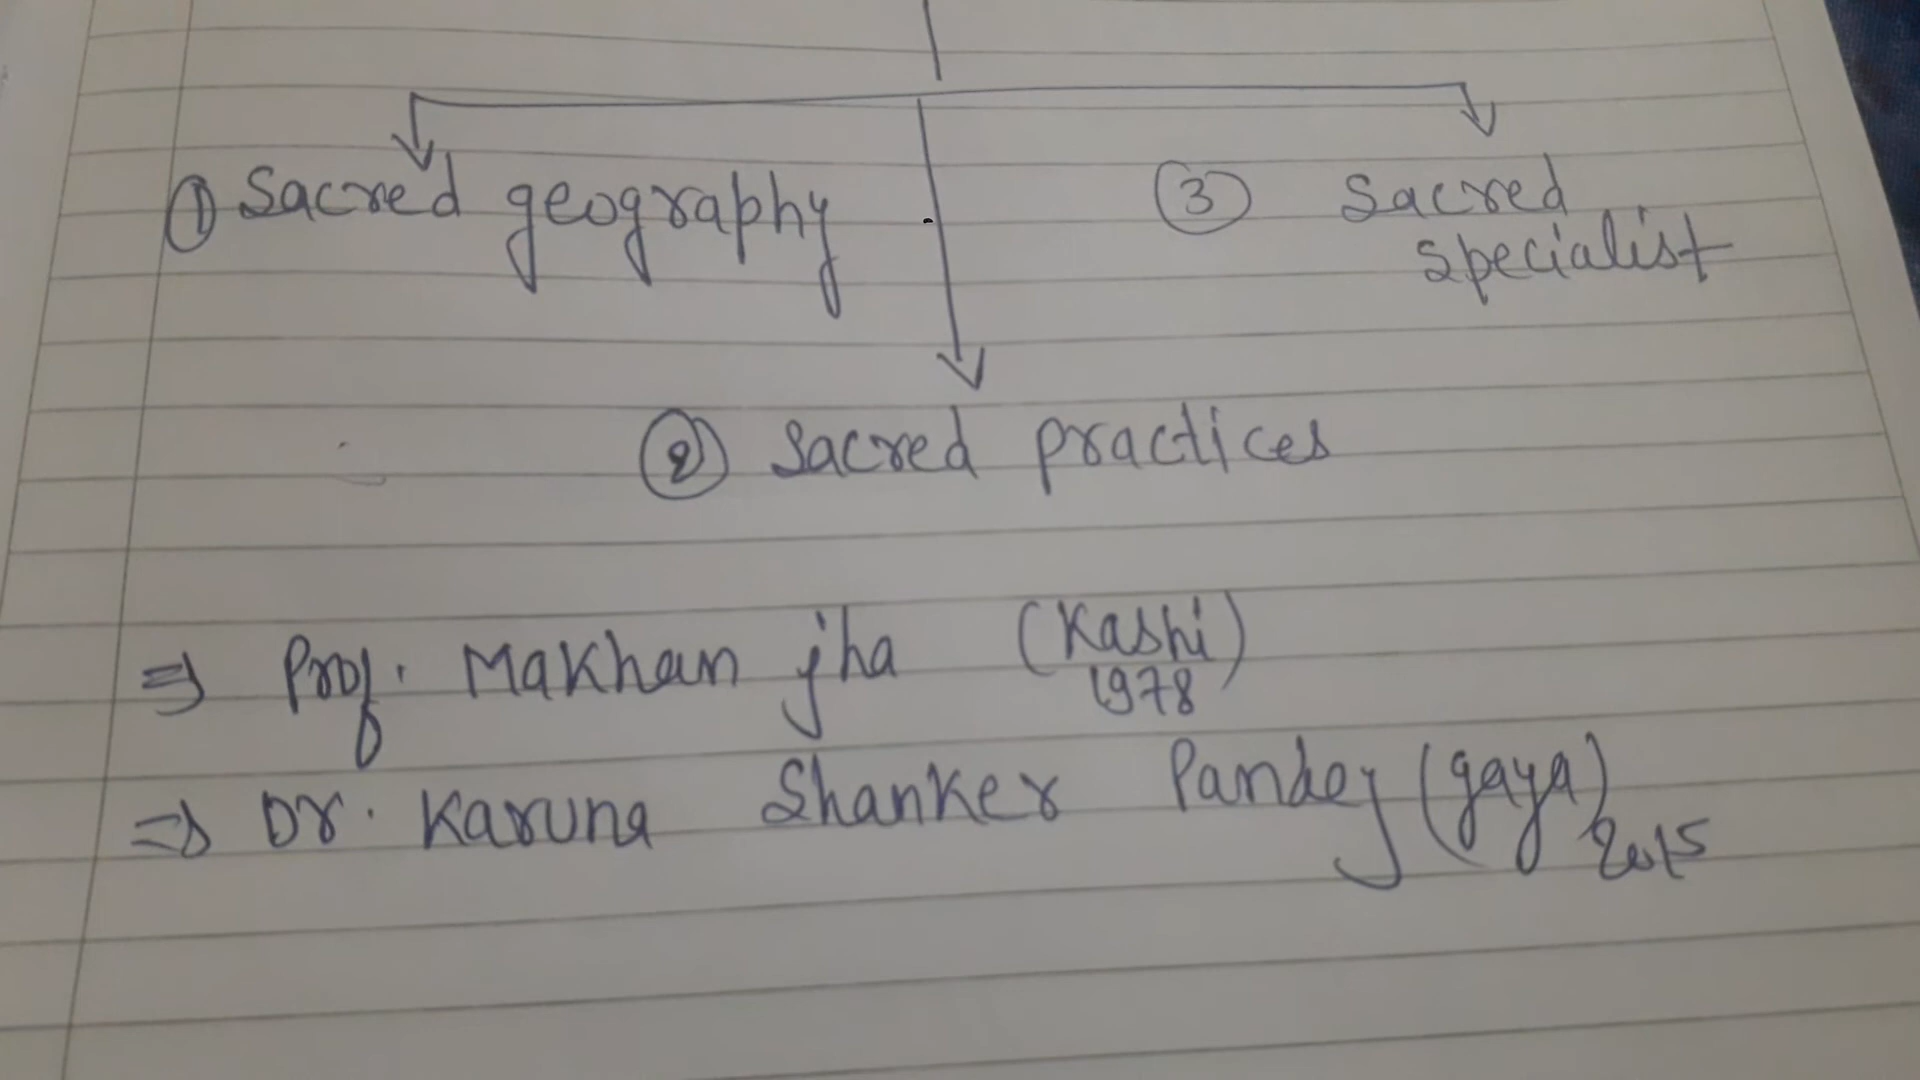 ① Sacred geography
③ Sacred
specialist
② Sacred practices
⇒ Prof. Makhan jha (Kashi)
1978
⇒ Dr. Karuna Shanker Pandey (gaya)
2015